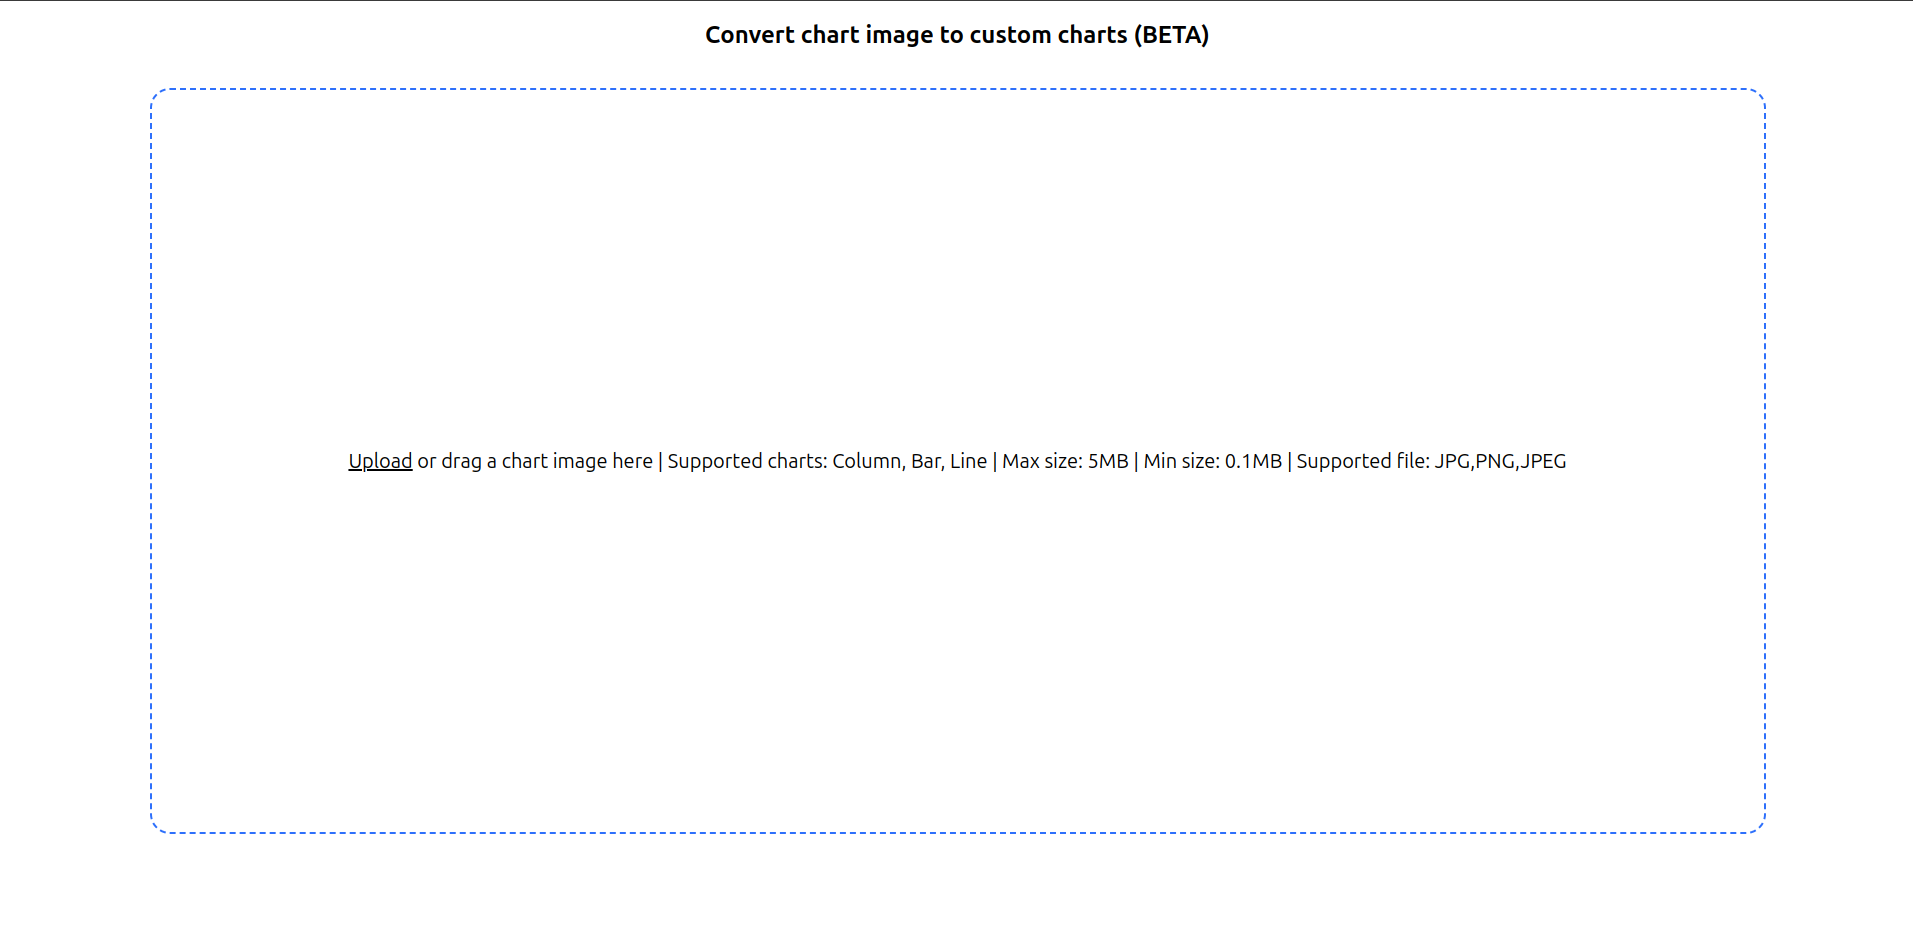 Convert chart image to custom charts (BETA)
Upload or drag a chart image here | Supported charts: Column, Bar, Line | Max size: 5MB | Min size: 0.1MB | Supported file: JPG,PNG,JPEG